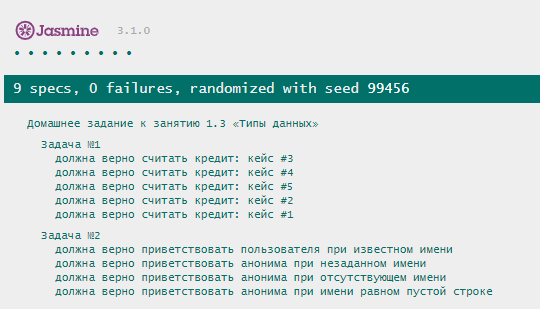 Jasmine 3.1.0
• • • • • • • • •
9 specs, 0 failures, randomized with seed 99456
Домашнее задание к занятию 1.3 «Типы данных»
Задача №1
должна верно считать кредит: кейс #3
должна верно считать кредит: кейс #4
должна верно считать кредит: кейс #5
должна верно считать кредит: кейс #2
должна верно считать кредит: кейс #1
Задача №2
должна верно приветствовать пользователя при известном имени
должна верно приветствовать анонима при незаданном имени
должна верно приветствовать анонима при отсутствующем имени
должна верно приветствовать анонима при имени равном пустой строке